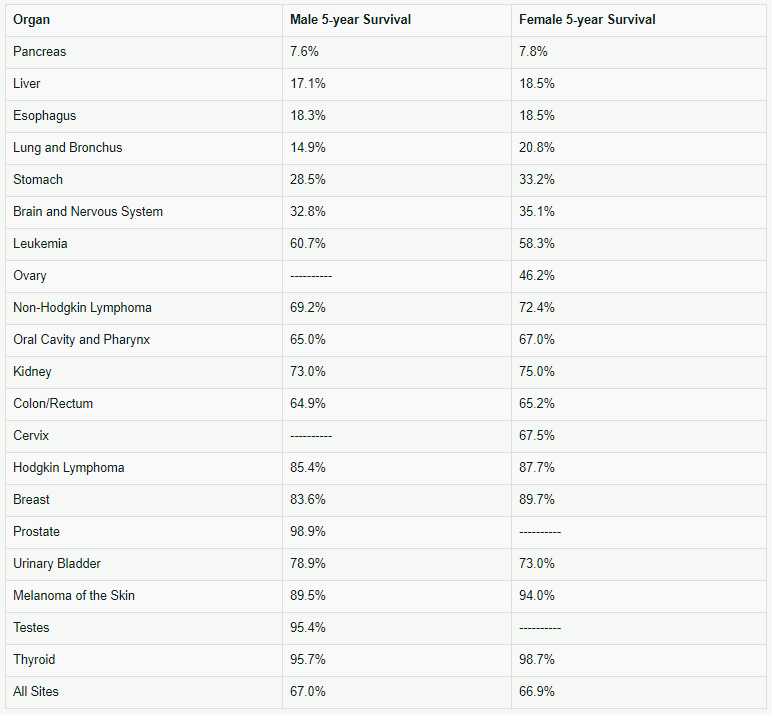 Organ Male 5-year Survival Female 5-year Survival
Pancreas 7.6% 7.8%
Liver 17.1% 18.5%
Esophagus 18.3% 18.5%
Lung and Bronchus 14.9% 20.8%
Stomach 28.5% 33.2%
Brain and Nervous System 32.8% 35.1%
Leukemia 60.7% 58.3%
Ovary ---------- 46.2%
Non-Hodgkin Lymphoma 69.2% 72.4%
Oral Cavity and Pharynx 65.0% 67.0%
Kidney 73.0% 75.0%
Colon/Rectum 64.9% 65.2%
Cervix ---------- 67.5%
Hodgkin Lymphoma 85.4% 87.7%
Breast 83.6% 89.7%
Prostate 98.9% ----------
Urinary Bladder 78.9% 73.0%
Melanoma of the Skin 89.5% 94.0%
Testes 95.4% ----------
Thyroid 95.7% 98.7%
All Sites 67.0% 66.9%